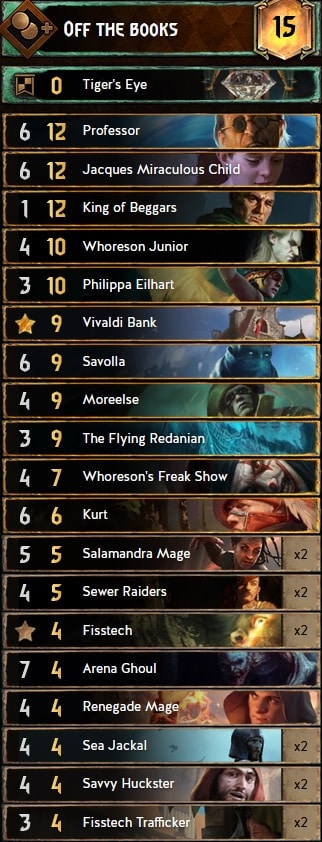 OFF THE BOOKS 15
0 Tiger's Eye
6 12 Professor
6 12 Jacques Miraculous Child
1 12 King of Beggars
4 10 Whoreson Junior
3 10 Philippa Eilhart
9 Vivaldi Bank
6 9 Savolla
4 9 Moreelse
3 9 The Flying Redanian
4 7 Whoreson's Freak Show
6 6 Kurt
5 5 Salamandra Mage x2
4 5 Sewer Raiders x2
4 Fisstech x2
7 4 Arena Ghoul
4 4 Renegade Mage
4 4 Sea Jackal x2
4 4 Savvy Huckster x2
3 4 Fisstech Trafficker x2